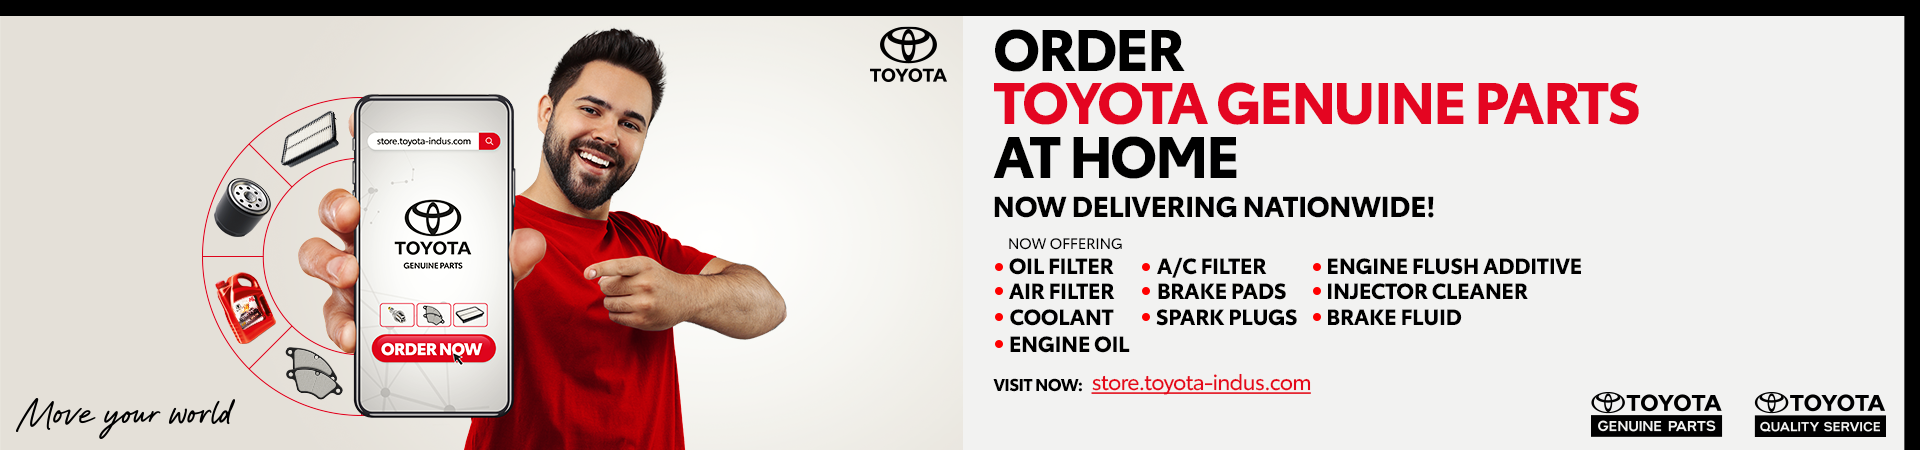 TOYOTA
store.toyota-indus.com
TOYOTA
GENUINE PARTS
ORDER NOW
Move your world
ORDER
TOYOTA GENUINE PARTS
AT HOME
NOW DELIVERING NATIONWIDE!
NOW OFFERING
• OIL FILTER • A/C FILTER • ENGINE FLUSH ADDITIVE
• AIR FILTER • BRAKE PADS • INJECTOR CLEANER
• COOLANT • SPARK PLUGS • BRAKE FLUID
• ENGINE OIL
VISIT NOW: store.toyota-indus.com
TOYOTA
GENUINE PARTS
TOYOTA
QUALITY SERVICE